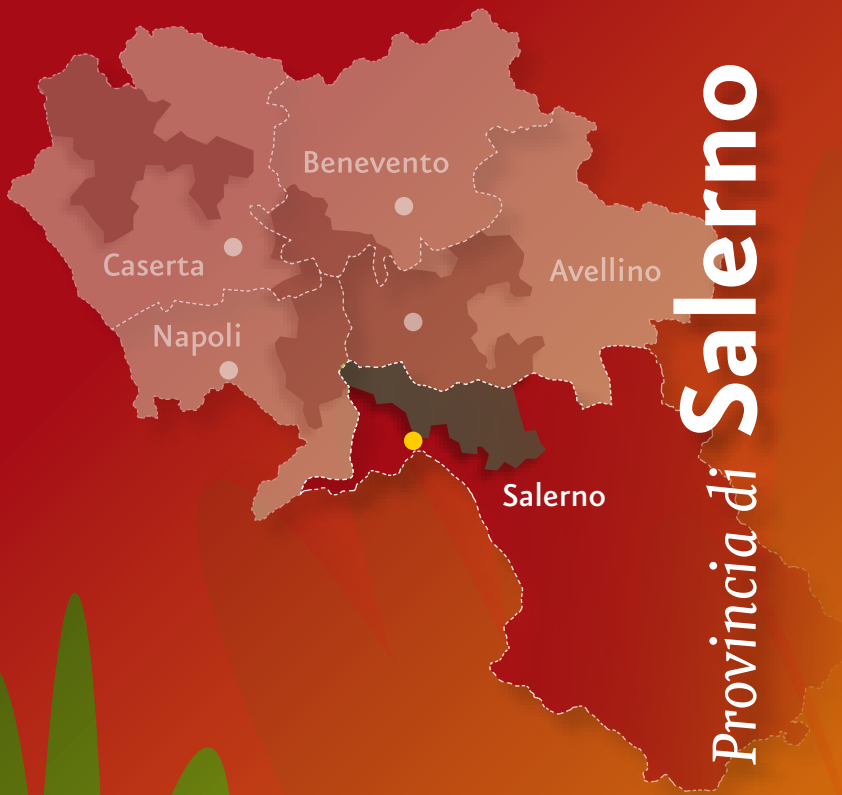 Benevento
Caserta
Avellino
Napoli
Salerno
Provincia di Salerno